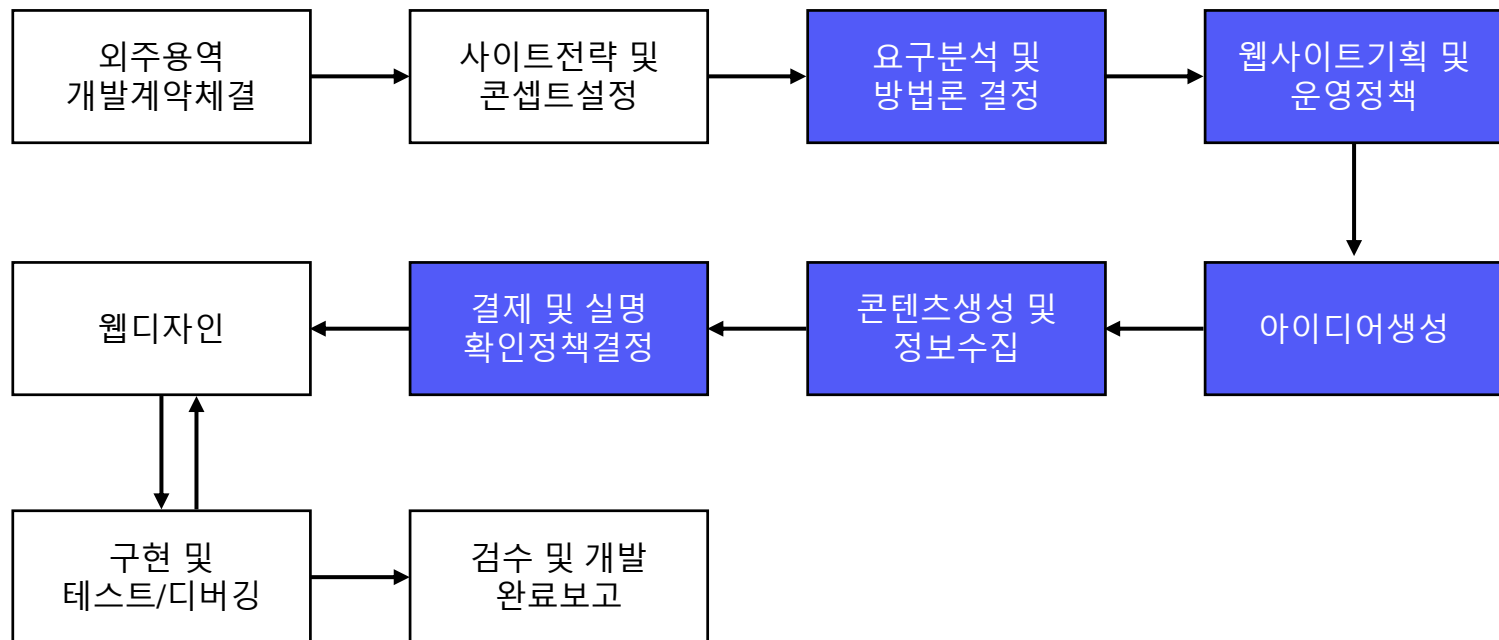 외주용역
개발계약체결
사이트전략 및
콘셉트설정
요구분석 및
방법론 결정
웹사이트기획 및
운영정책
아이디어생성
콘텐츠생성 및
정보수집
결제 및 실명
확인정책결정
웹디자인
구현 및
테스트/디버깅
검수 및 개발
완료보고